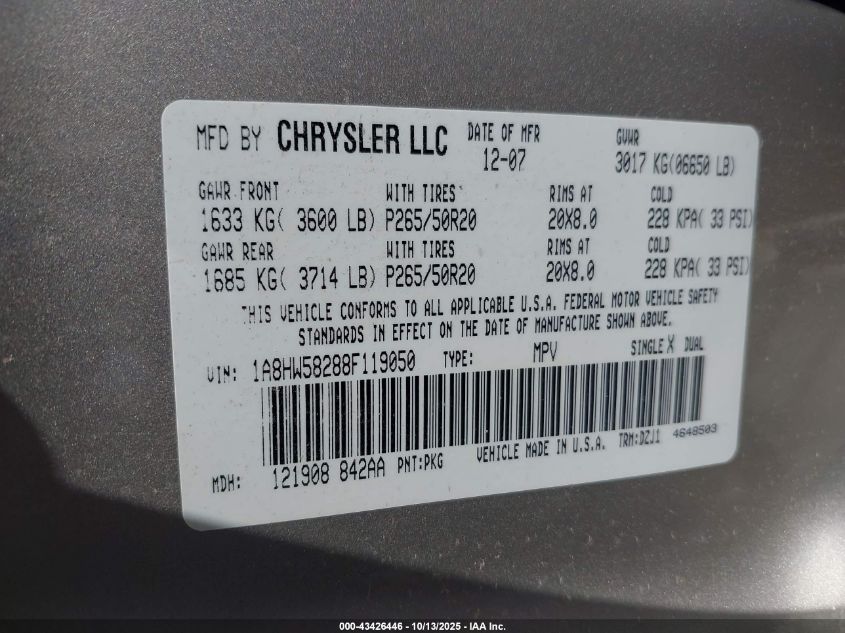 MFD BY CHRYSLER LLC DATE OF MFR 12-07 GVWR 3017 KG(06650 LB)
GAWR FRONT WITH TIRES RIMS AT COLD
1633 KG( 3600 LB) P265/50R20 20X8.0 228 KPA( 33 PSI)
GAWR REAR WITH TIRES RIMS AT COLD
1685 KG( 3714 LB) P265/50R20 20X8.0 228 KPA( 33 PSI)
THIS VEHICLE CONFORMS TO ALL APPLICABLE U.S.A. FEDERAL MOTOR VEHICLE SAFETY
STANDARDS IN EFFECT ON THE DATE OF MANUFACTURE SHOWN ABOVE.
VIN: 1A8HW58288F119050 TYPE: MPV SINGLE X DUAL
MDH: 121908 842AA PNT:PKG VEHICLE MADE IN U.S.A. TRM:DZJ1 4648503
000-43426446 - 10/13/2025 - IAA Inc.